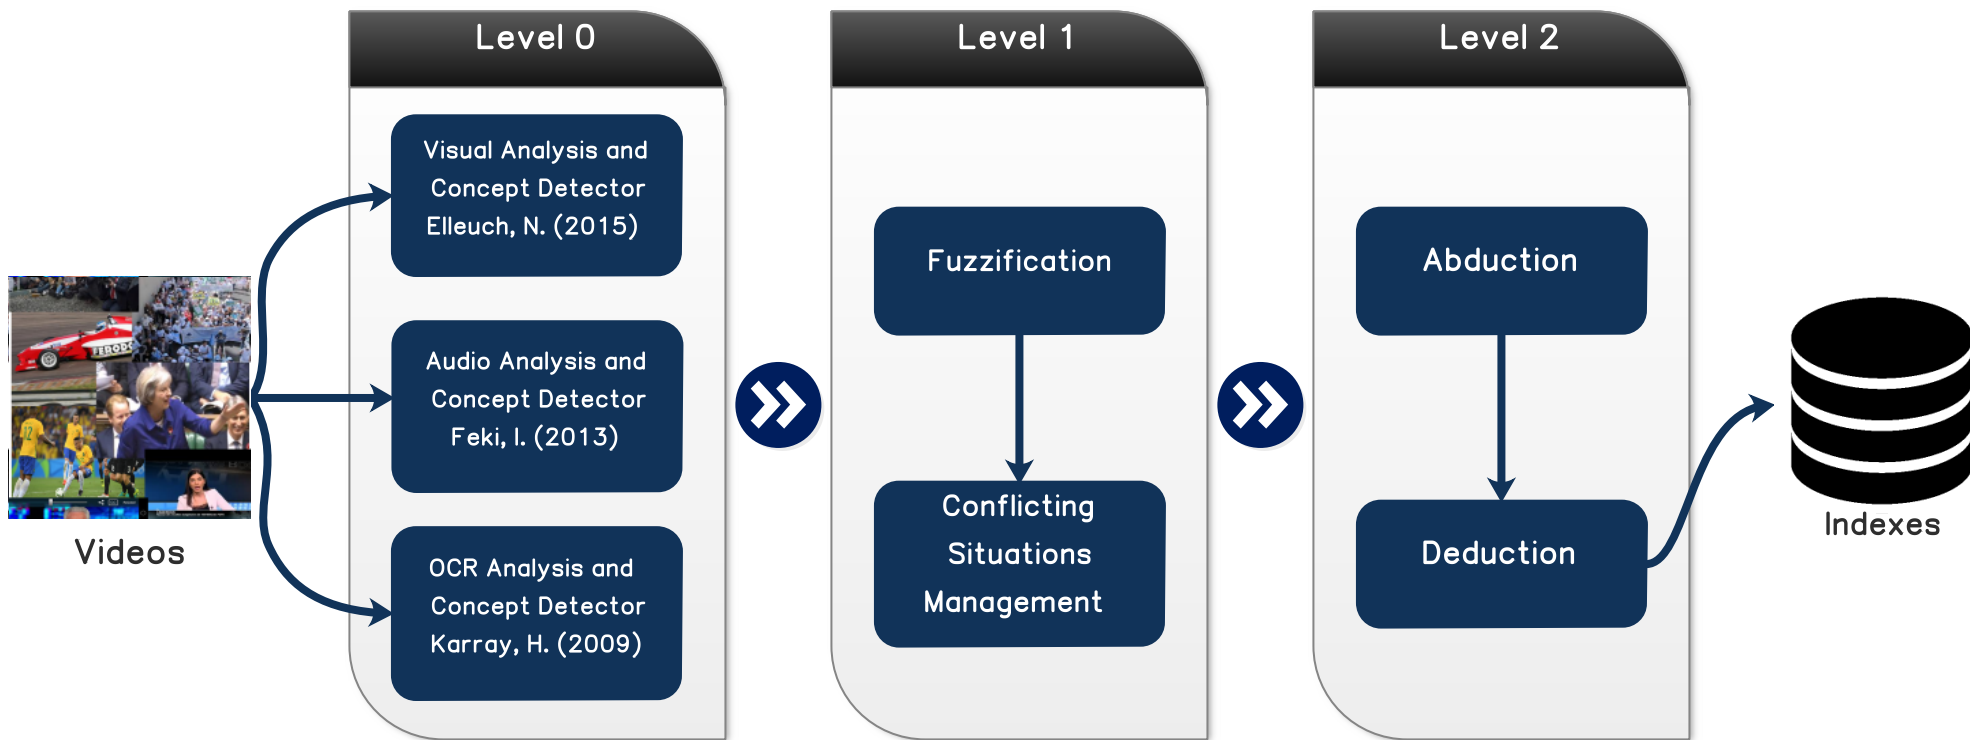 Level 0
Visual Analysis and
Concept Detector
Elleuch, N. (2015)
Audio Analysis and
Concept Detector
Feki, I. (2013)
OCR Analysis and
Concept Detector
Karray, H. (2009)
Videos
Level 1
Fuzzification
Conflicting
Situations
Management
Level 2
Abduction
Deduction
Indexes